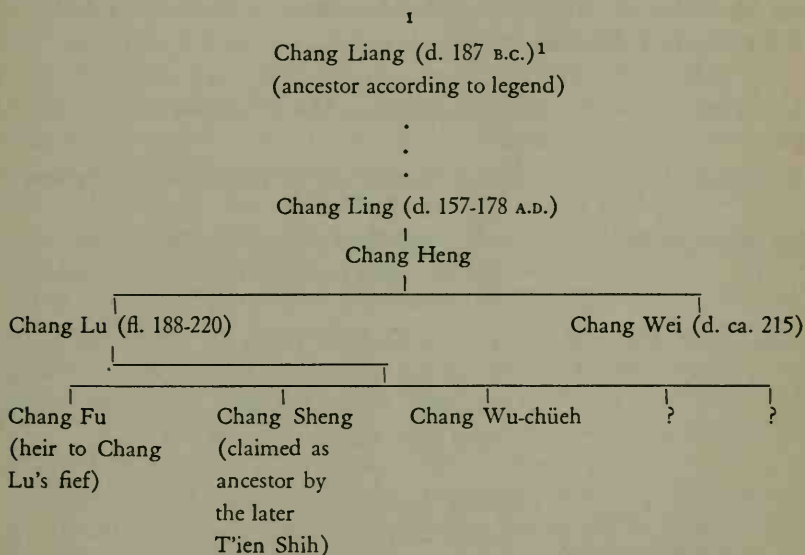 I
Chang Liang (d. 187 B.C.)1
(ancestor according to legend)
Chang Ling (d. 157-178 A.D.)
Chang Heng
Chang Lu (fl. 188-220) Chang Wei (d. ca. 215)
Chang Fu Chang Sheng Chang Wu-chüeh ? ?
(heir to Chang (claimed as
Lu's fief) ancestor by
the later
T'ien Shih)